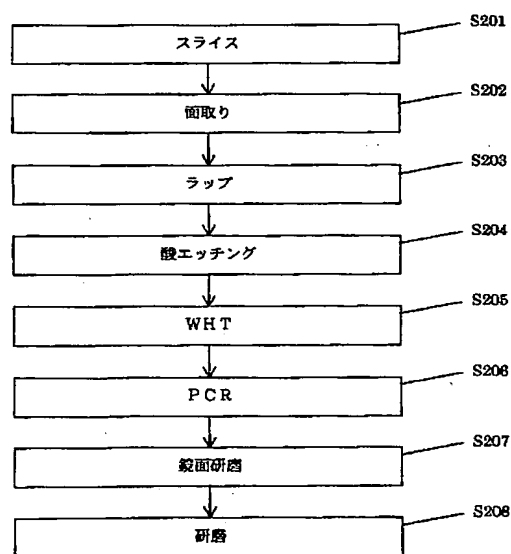 S201
スライス
S202
面取り
S203
ラップ
S204
酸エッチング
S205
WHT
S206
PCR
S207
鏡面研磨
S208
研磨